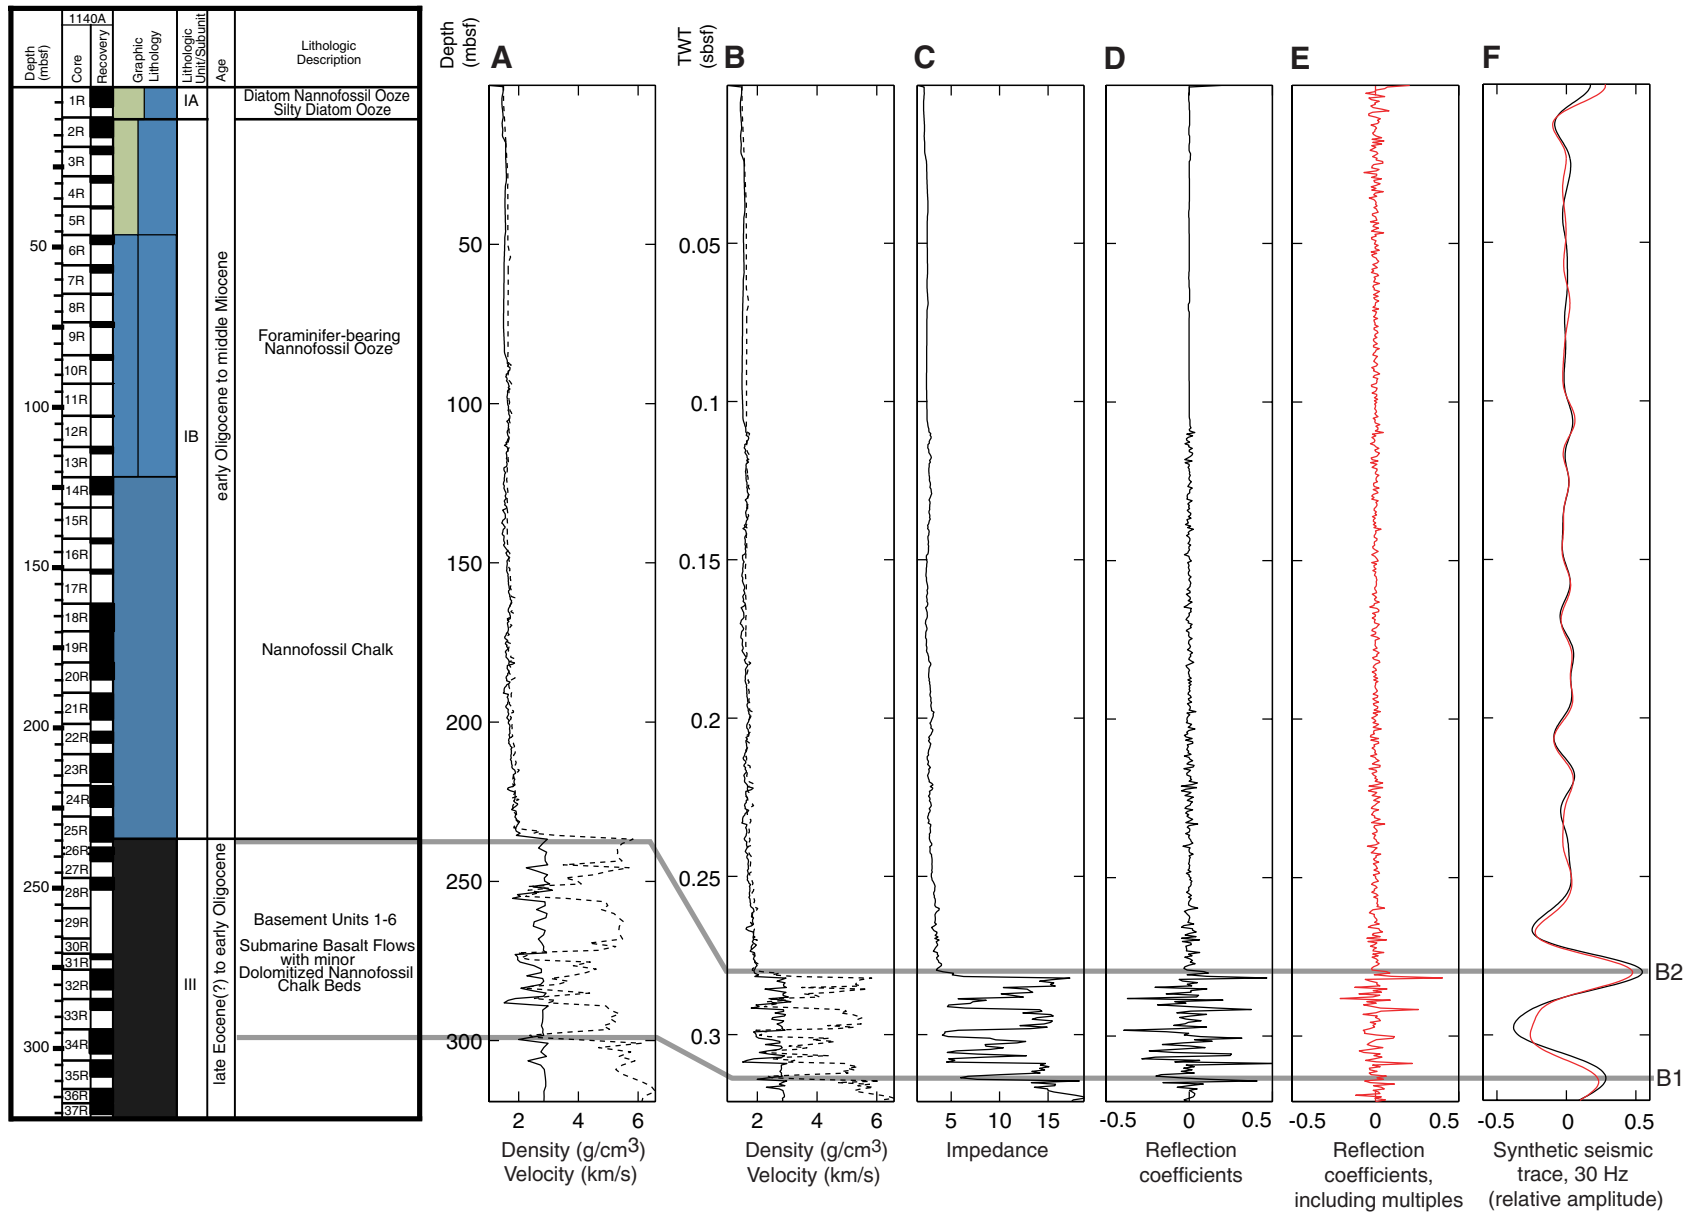 1140A
Depth
(mbsf)
Core
Recovery
Graphic
Lithology
Lithologic
Unit/Subunit
Age
Lithologic
Description
1R
2R
3R
4R
5R
6R
7R
8R
9R
10R
11R
12R
13R
14R
15R
16R
17R
18R
19R
20R
21R
22R
23R
24R
25R
26R
27R
28R
29R
30R
31R
32R
33R
34R
35R
36R
37R
50
100
150
200
250
300
IA
IB
III
early Oligocene to middle Miocene
late Eocene(?) to early Oligocene
Diatom Nannofossil Ooze
Silty Diatom Ooze
Foraminifer-bearing
Nannofossil Ooze
Nannofossil Chalk
Basement Units 1-6
Submarine Basalt Flows
with minor
Dolomitized Nannofossil
Chalk Beds
Depth
(mbsf)
A
50
100
150
200
250
300
2 4 6
Density (g/cm3)
Velocity (km/s)
TWT
(sbsf)
B
0.05
0.1
0.15
0.2
0.25
0.3
2 4 6
Density (g/cm3)
Velocity (km/s)
C
5 10 15
Impedance
D
-0.5 0 0.5
Reflection
coefficients
E
-0.5 0 0.5
Reflection
coefficients,
including multiples
F
-0.5 0 0.5
Synthetic seismic
trace, 30 Hz
(relative amplitude)
B2
B1